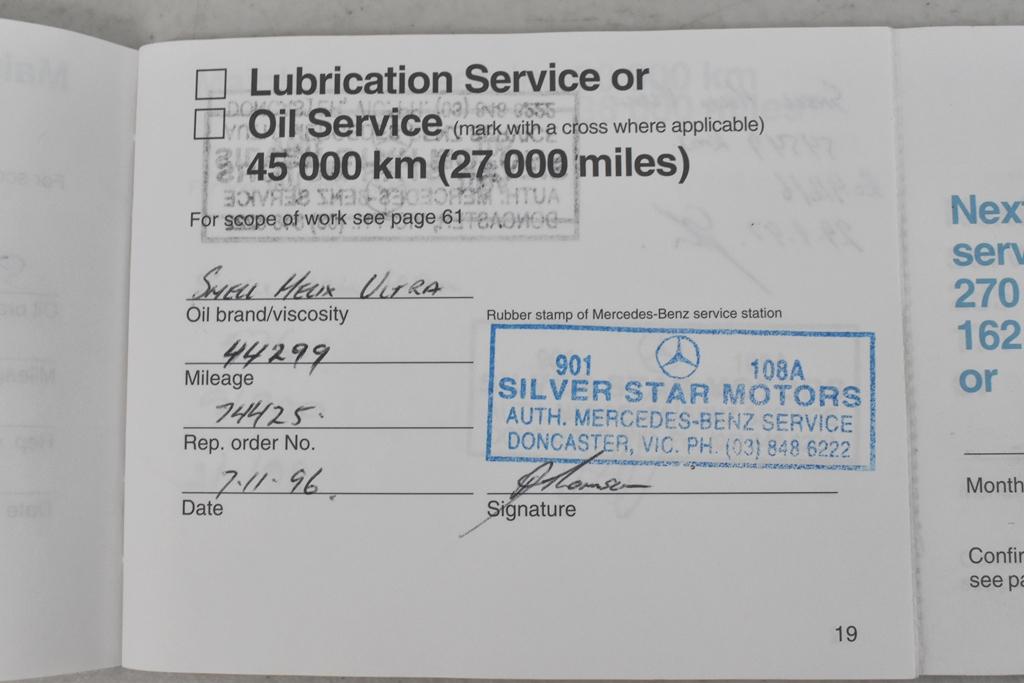 Lubrication Service or
Oil Service (mark with a cross where applicable)
45 000 km (27 000 miles)
For scope of work see page 61
SHELL HELIX ULTRA
Oil brand/viscosity
44299
Mileage
74425.
Rep. order No.
7.11.96.
Date
Rubber stamp of Mercedes-Benz service station
901 108A
SILVER STAR MOTORS
AUTH. MERCEDES-BENZ SERVICE
DONCASTER, VIC. PH. (03) 848 6222
Signature
19
Nex
serv
270
162
or
Month
Confir
see pa